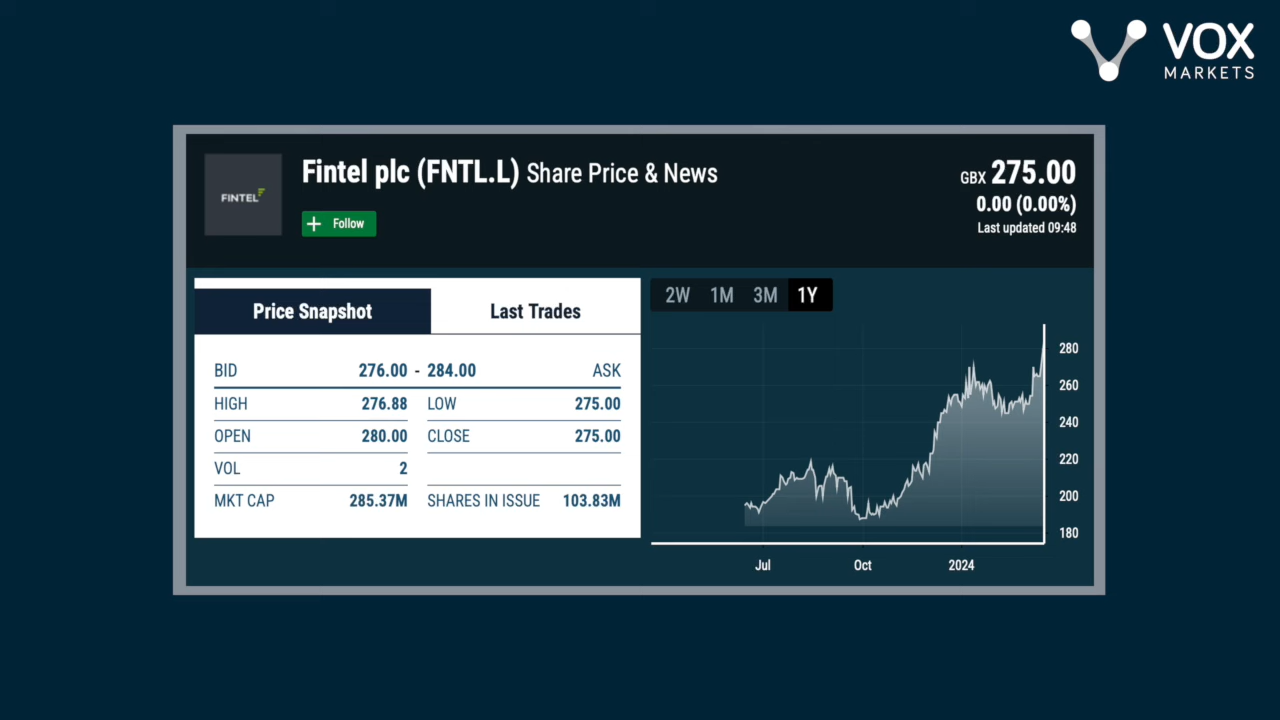 VOX
MARKETS
FINTEL
Fintel plc (FNTL.L) Share Price & News
+ Follow
GBX 275.00
0.00 (0.00%)
Last updated 09:48
Price Snapshot Last Trades
BID 276.00 - 284.00 ASK
HIGH 276.88 LOW 275.00
OPEN 280.00 CLOSE 275.00
VOL 2
MKT CAP 285.37M SHARES IN ISSUE 103.83M
2W 1M 3M 1Y
280
260
240
220
200
180
Jul Oct 2024